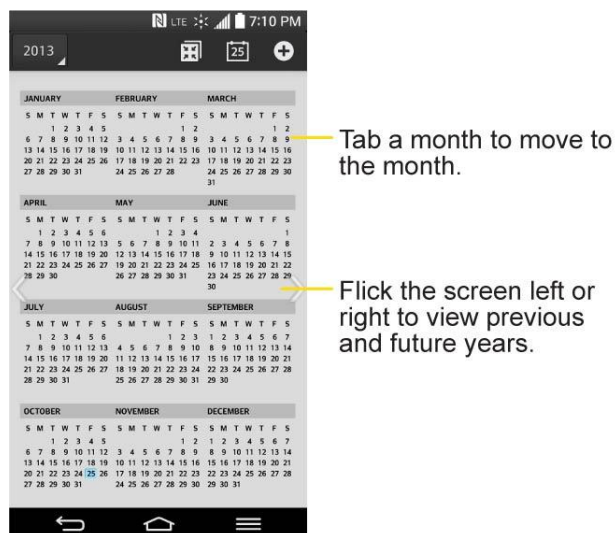 N LTE 7:10 PM
2013 25
JANUARY FEBRUARY MARCH
S M T W T F S S M T W T F S S M T W T F S
1 2 3 4 5 1 2 1 2
6 7 8 9 10 11 12 3 4 5 6 7 8 9 3 4 5 6 7 8 9
13 14 15 16 17 18 19 10 11 12 13 14 15 16 10 11 12 13 14 15 16
20 21 22 23 24 25 26 17 18 19 20 21 22 23 17 18 19 20 21 22 23
27 28 29 30 31 24 25 26 27 28 24 25 26 27 28 29 30
31
Tab a month to move to
the month.
APRIL MAY JUNE
S M T W T F S S M T W T F S S M T W T F S
1 2 3 4 5 6 1 2 3 4 1
7 8 9 10 11 12 13 5 6 7 8 9 10 11 2 3 4 5 6 7 8
14 15 16 17 18 19 20 12 13 14 15 16 17 18 9 10 11 12 13 14 15
21 22 23 24 25 26 27 19 20 21 22 23 24 25 16 17 18 19 20 21 22
28 29 30 26 27 28 29 30 31 23 24 25 26 27 28 29
30
Flick the screen left or
right to view previous
and future years.
JULY AUGUST SEPTEMBER
S M T W T F S S M T W T F S S M T W T F S
1 2 3 4 5 6 1 2 3 1 2 3 4 5 6 7
7 8 9 10 11 12 13 4 5 6 7 8 9 10 8 9 10 11 12 13 14
14 15 16 17 18 19 20 11 12 13 14 15 16 17 15 16 17 18 19 20 21
21 22 23 24 25 26 27 18 19 20 21 22 23 24 22 23 24 25 26 27 28
28 29 30 31 25 26 27 28 29 30 31 29 30
OCTOBER NOVEMBER DECEMBER
S M T W T F S S M T W T F S S M T W T F S
1 2 3 4 5 1 2 1 2 3 4 5 6 7
6 7 8 9 10 11 12 3 4 5 6 7 8 9 8 9 10 11 12 13 14
13 14 15 16 17 18 19 10 11 12 13 14 15 16 15 16 17 18 19 20 21
20 21 22 23 24 25 26 17 18 19 20 21 22 23 22 23 24 25 26 27 28
27 28 29 30 31 24 25 26 27 28 29 30 29 30 31